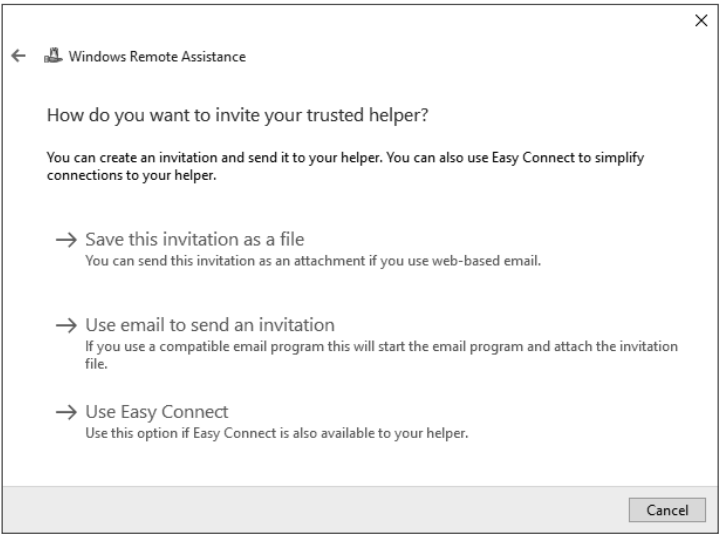 Windows Remote Assistance
How do you want to invite your trusted helper?
You can create an invitation and send it to your helper. You can also use Easy Connect to simplify
connections to your helper.
Save this invitation as a file
You can send this invitation as an attachment if you use web-based email.
Use email to send an invitation
If you use a compatible email program this will start the email program and attach the invitation
file.
Use Easy Connect
Use this option if Easy Connect is also available to your helper.
Cancel